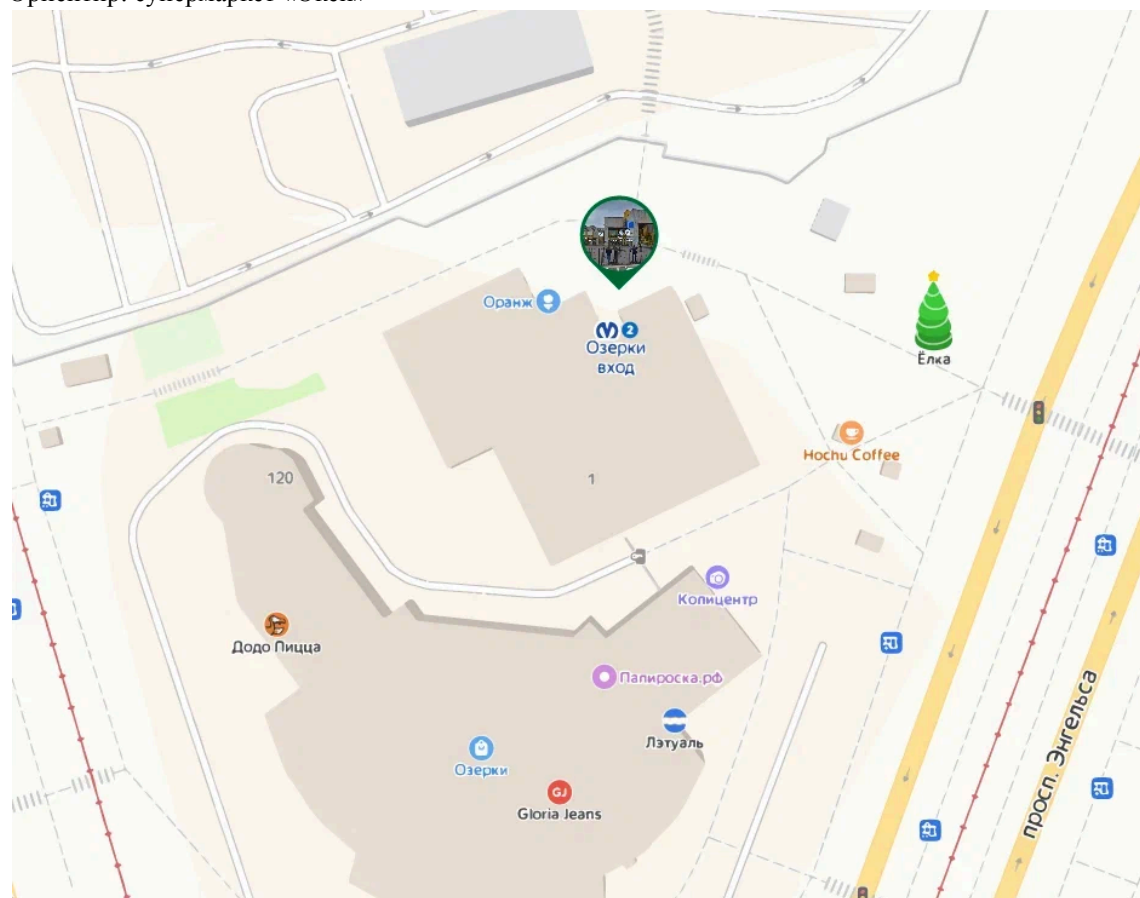 Оранж
2
Озерки
вход
Ёлка
Hochu Coffee
120
1
Копицентр
Додо Пицца
Папироска.рф
Лэтуаль
Озерки
GJ
Gloria Jeans
просп. Энгельса